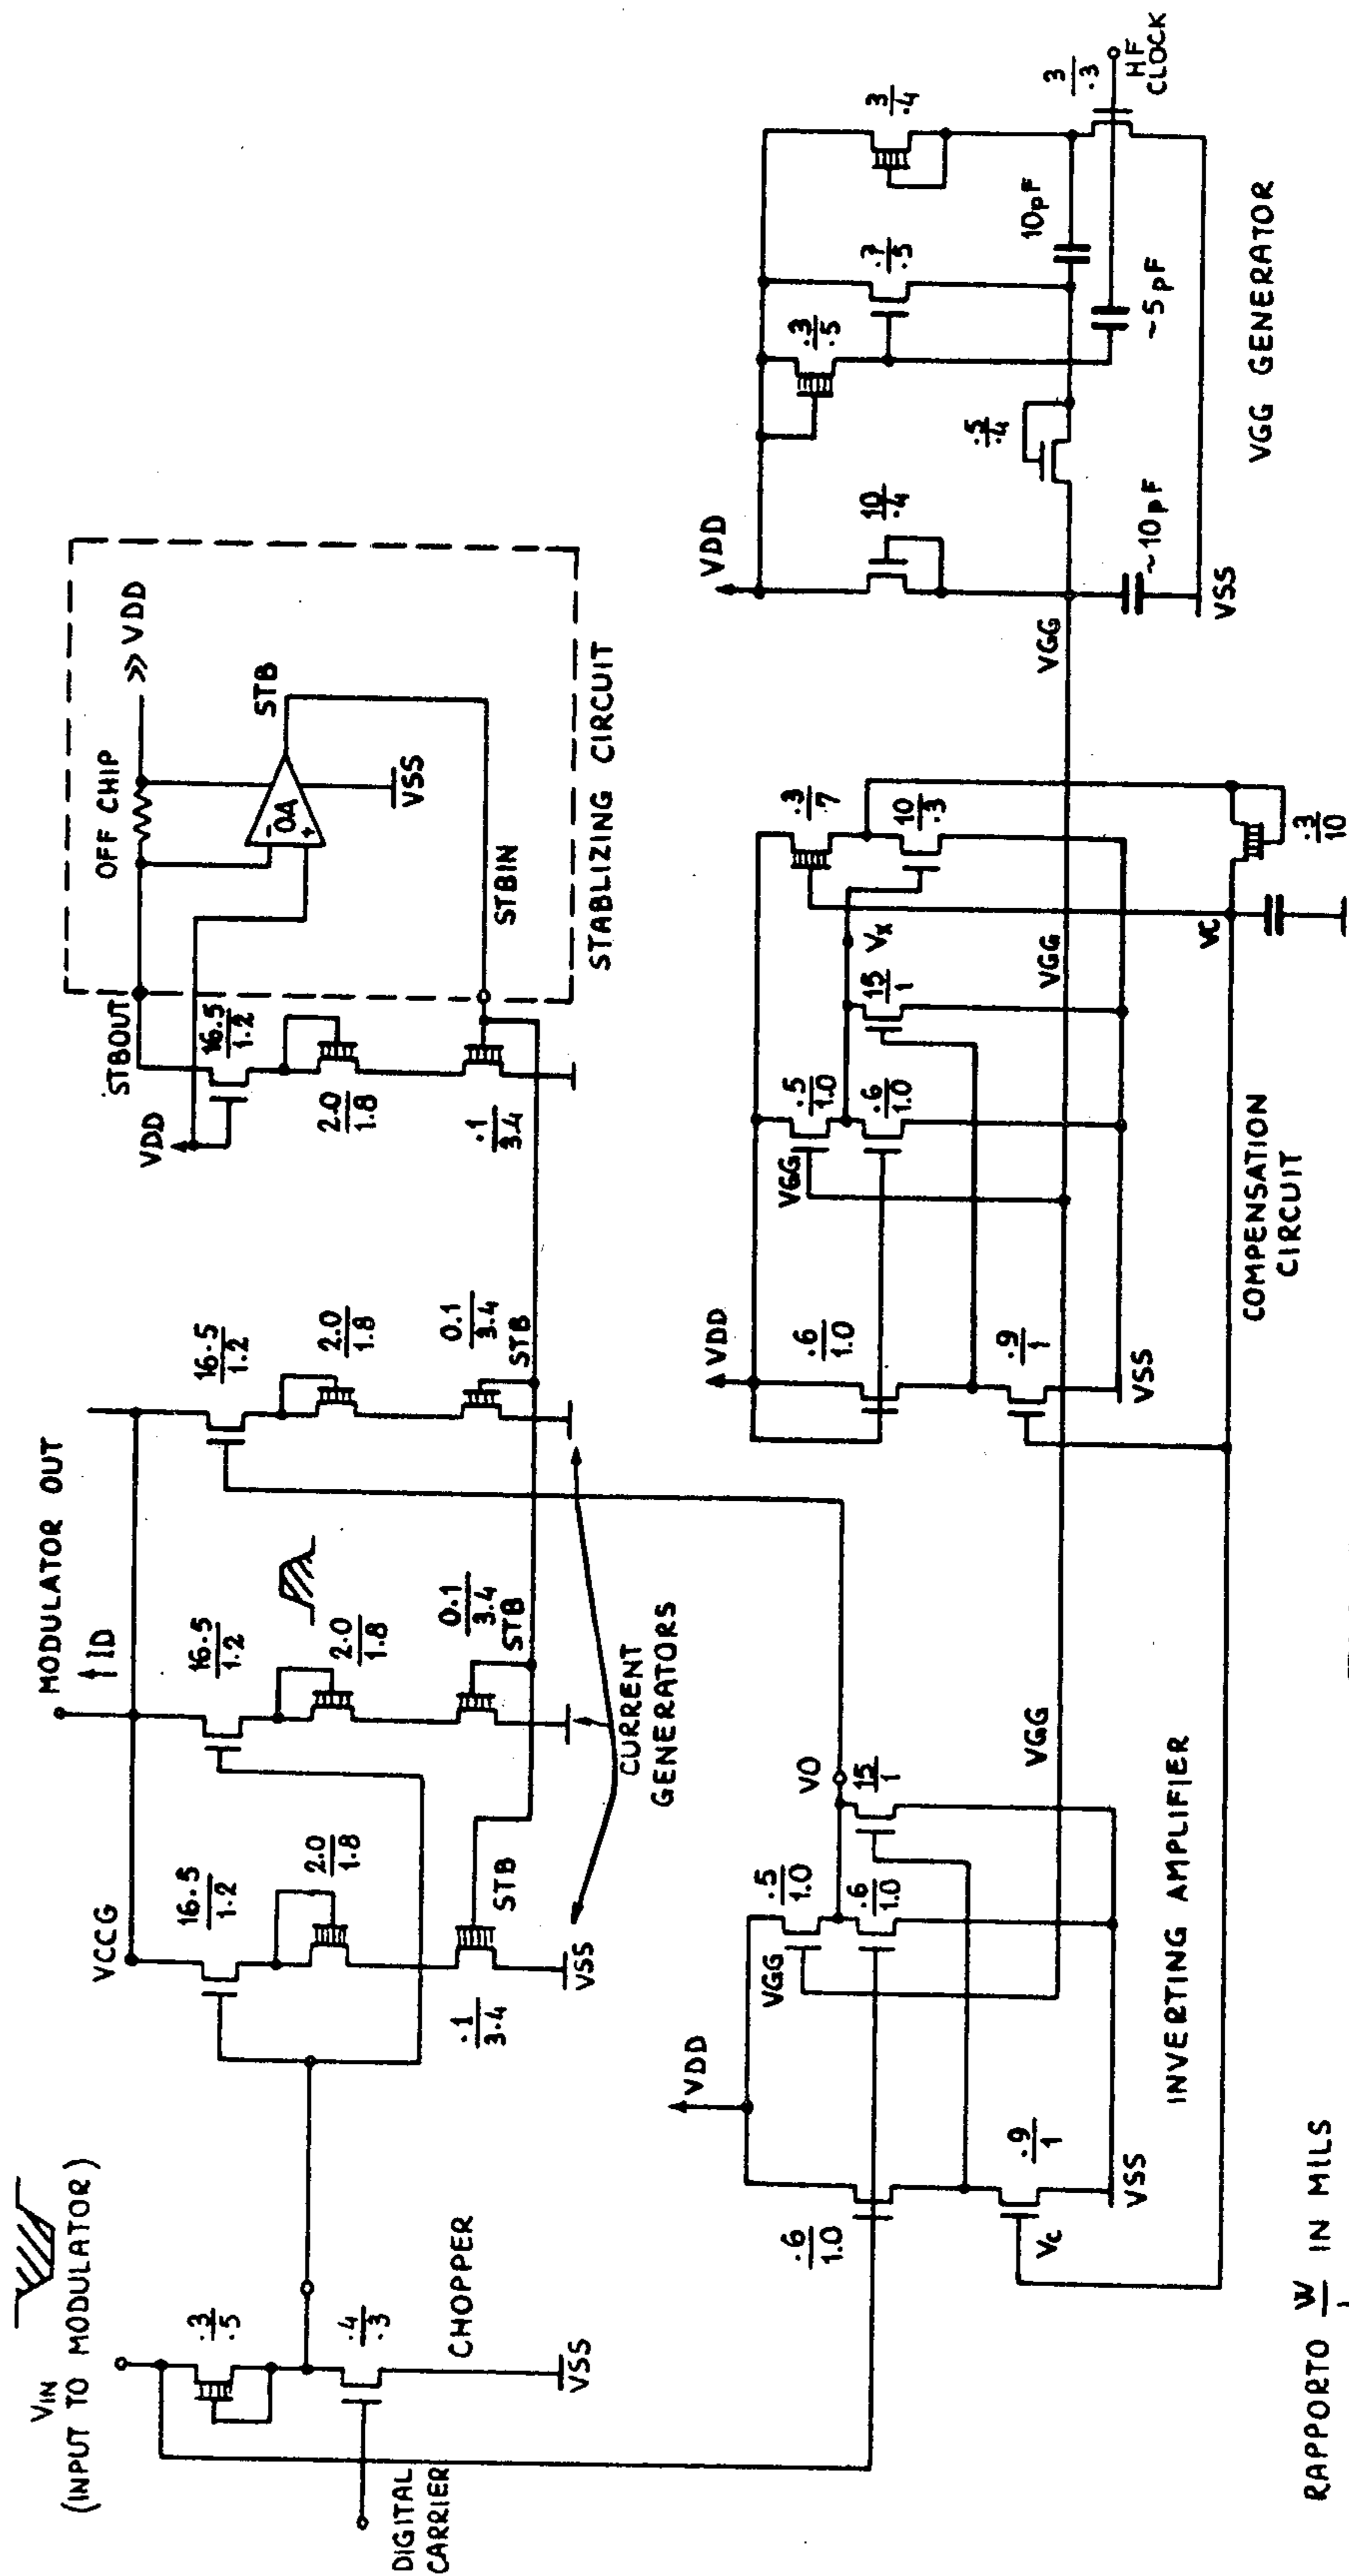 VIN
(INPUT TO MODULATOR)
.3
.5
.4
.3
CHOPPER
DIGITAL
CARRIER
VSS
VCCG
MODULATOR OUT
ID
16.5
1.2
2.0
1.8
.1
3.4
STB
VSS
16.5
1.2
2.0
1.8
0.1
3.4
STB
16.5
1.2
2.0
1.8
0.1
3.4
STB
CURRENT
GENERATORS
VDD
STBOUT
16.5
1.2
2.0
1.8
.1
3.4
OFF CHIP
>> VDD
-
OA
+
STB
VSS
STBIN
STABLIZING CIRCUIT
VDD
.6
1.0
VGG
.5
1.0
.6
1.0
VO
15
1
.9
1
VC
VSS
VGG
INVERTING AMPLIFIER
VDD
.6
1.0
.9
1
VSS
VGG
.5
1.0
.6
1.0
15
1
VX
.3
.7
10
.3
VGG
VC
.3
10
COMPENSATION
CIRCUIT
VDD
10
.4
.3
.5
.7
.5
3
.4
.5
.4
10pF
VGG
~10pF
~5pF
3
.3
HF
CLOCK
VSS
VGG GENERATOR
RAPPORTO W IN MILS